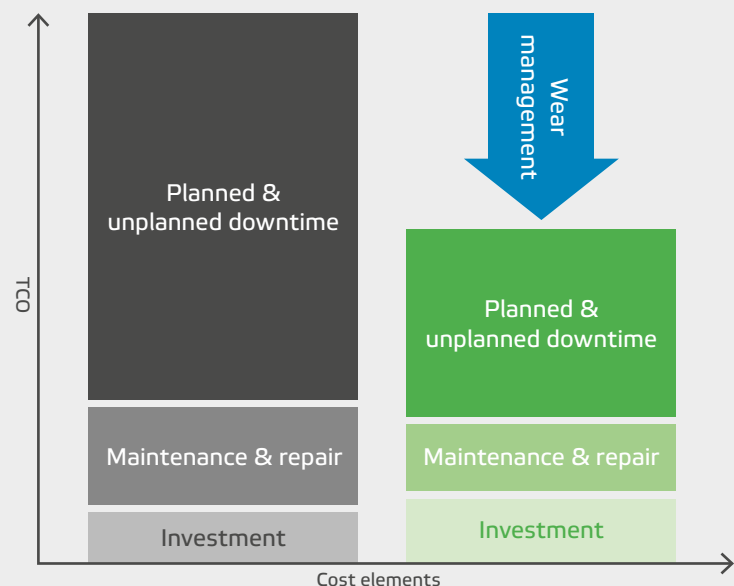 TCO
Planned &
unplanned downtime
Maintenance & repair
Investment
Wear
management
Planned &
unplanned downtime
Maintenance & repair
Investment
Cost elements